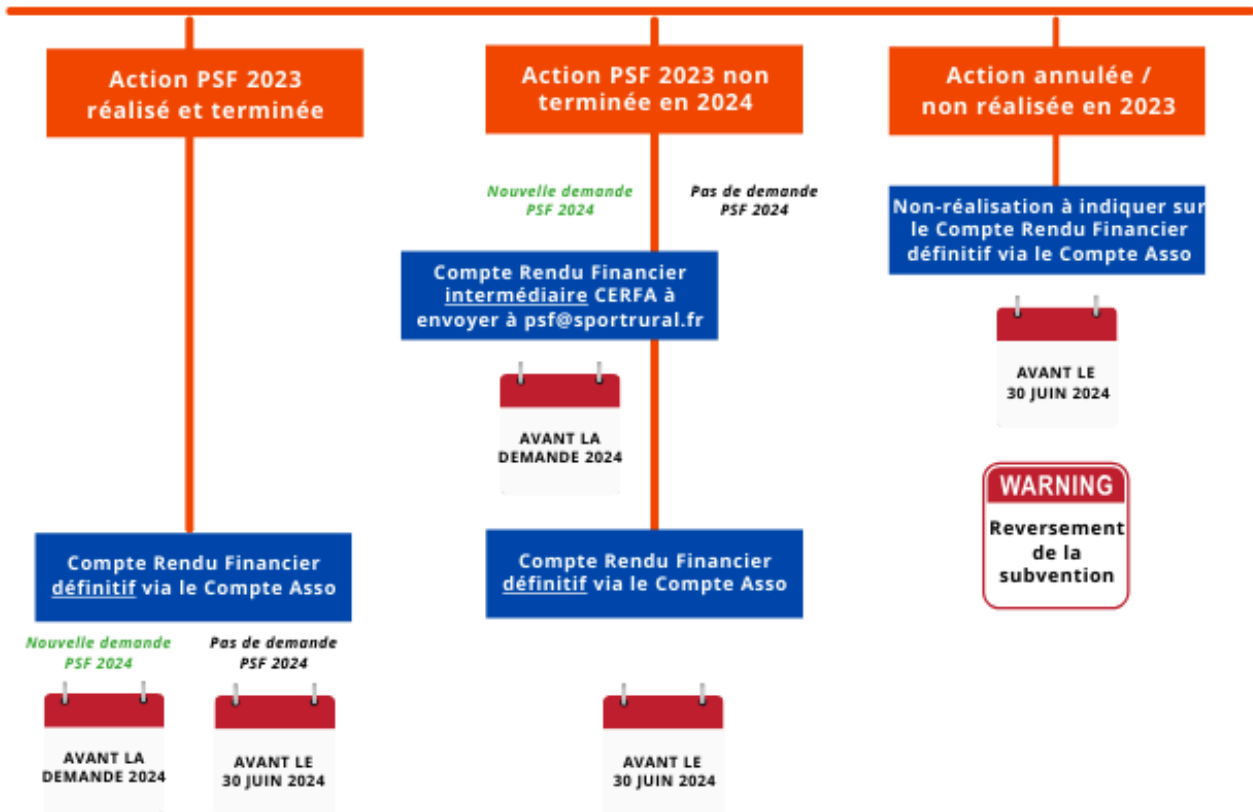 Action PSF 2023
réalisé et terminée
Action PSF 2023 non
terminée en 2024
Action annulée /
non réalisée en 2023
Nouvelle demande
PSF 2024
Pas de demande
PSF 2024
Non-réalisation à indiquer sur
le Compte Rendu Financier
définitif via le Compte Asso
Compte Rendu Financier
intermédiaire CERFA à
envoyer à psf@sportrural.fr
AVANT LE
30 JUIN 2024
AVANT LA
DEMANDE 2024
WARNING
Reversement
de la
subvention
Compte Rendu Financier
définitif via le Compte Asso
Nouvelle demande
PSF 2024
Pas de demande
PSF 2024
AVANT LA
DEMANDE 2024
AVANT LE
30 JUIN 2024
Compte Rendu Financier
définitif via le Compte Asso
AVANT LE
30 JUIN 2024